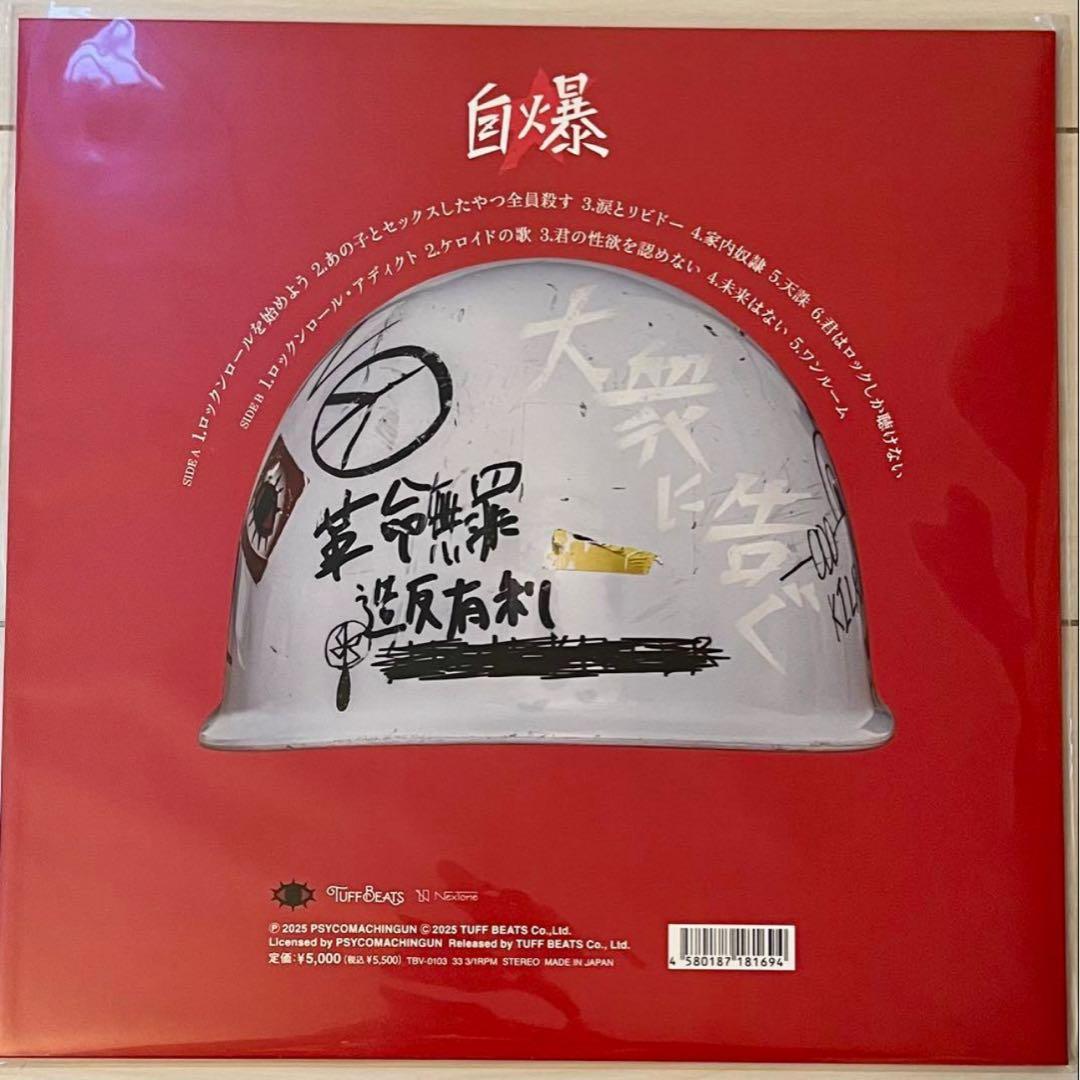 自爆
SIDE A 1.ロックンロールを始めよう 2.あの子とセックスしたやつ全員殺す 3.涙とリビドー 4.家内奴隷 5.天誅 6.君はロックしか聴けない
SIDE B 1.ロックンロール・アディクト 2.ケロイドの歌 3.君の性欲を認めない 4.未来はない 5.ワンルーム
大衆に告ぐ
革命無罪
造反有利
TUFF BEATS NexTone
Ⓟ 2025 PSYCOMACHINGUN Ⓒ 2025 TUFF BEATS Co.,Ltd.
Licensed by PSYCOMACHINGUN Released by TUFF BEATS Co., Ltd.
定価:¥5,000 (税込 ¥5,500) TBV-0103 33 3/1RPM STEREO MADE IN JAPAN
4 580187 181694